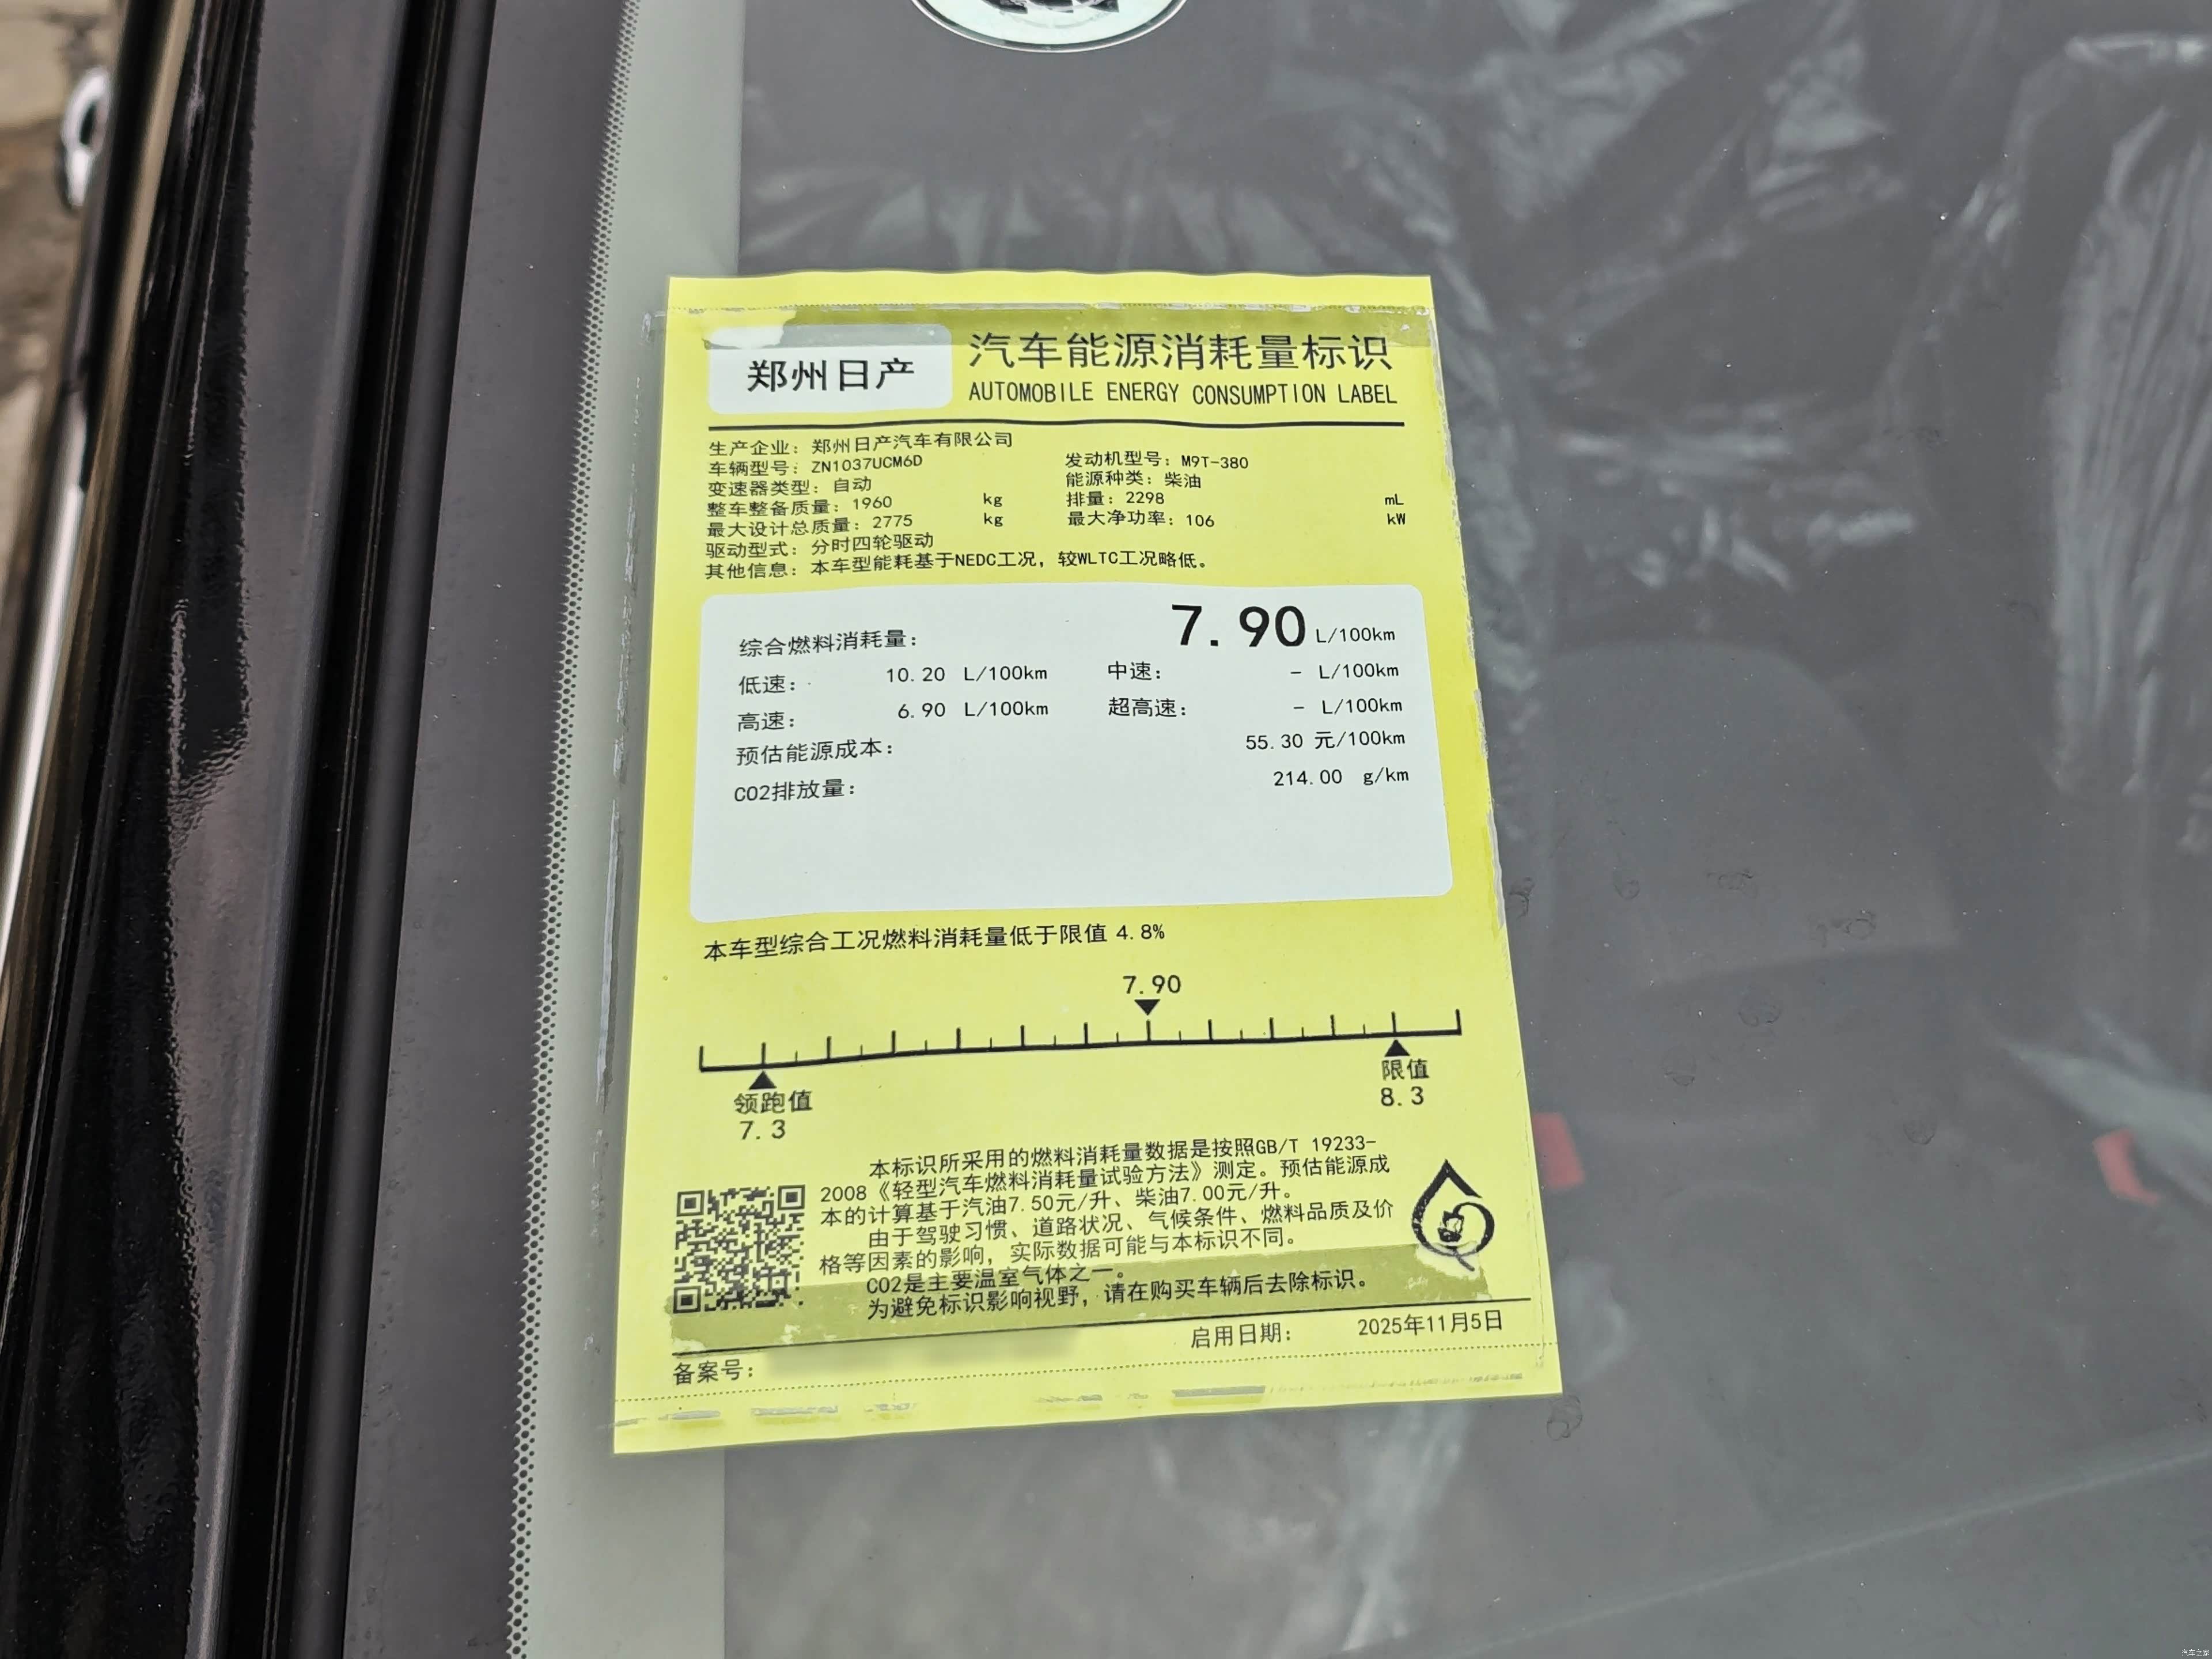 郑州日产
汽车能源消耗量标识
AUTOMOBILE ENERGY CONSUMPTION LABEL
生产企业：郑州日产汽车有限公司
车辆型号：ZN1037UCM6D 发动机型号：M9T-380
变速器类型：自动 能源种类：柴油
整车整备质量：1960 kg 排量：2298 mL
最大设计总质量：2775 kg 最大净功率：106 kW
驱动型式：分时四轮驱动
其他信息：本车型能耗基于NEDC工况，较WLTC工况略低。
综合燃料消耗量： 7.90 L/100km
低速： 10.20 L/100km 中速： - L/100km
高速： 6.90 L/100km 超高速： - L/100km
预估能源成本： 55.30 元/100km
CO2排放量： 214.00 g/km
本车型综合工况燃料消耗量低于限值 4.8%
7.90
领跑值 限值
7.3 8.3
本标识所采用的燃料消耗量数据是按照GB/T 19233-
2008《轻型汽车燃料消耗量试验方法》测定。预估能源成
本的计算基于汽油7.50元/升、柴油7.00元/升。
由于驾驶习惯、道路状况、气候条件、燃料品质及价
格等因素的影响，实际数据可能与本标识不同。
CO2是主要温室气体之一。
为避免标识影响视野，请在购买车辆后去除标识。
备案号： 启用日期： 2025年11月5日
汽车之家